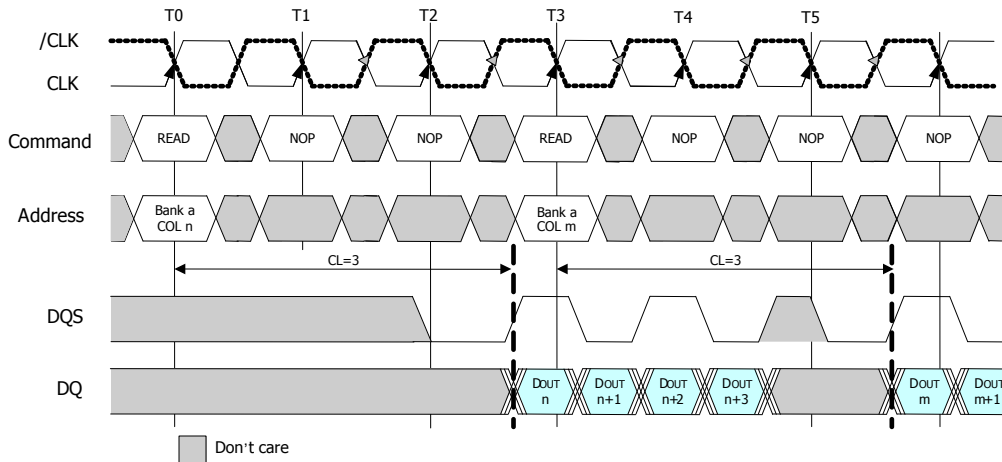 T0 T1 T2 T3 T4 T5
/CLK
CLK
Command READ NOP NOP READ NOP NOP NOP
Address Bank a COL n Bank a COL m
CL=3 CL=3
DQS
DQ DOUT n DOUT n+1 DOUT n+2 DOUT n+3 DOUT m DOUT m+1
Don't care